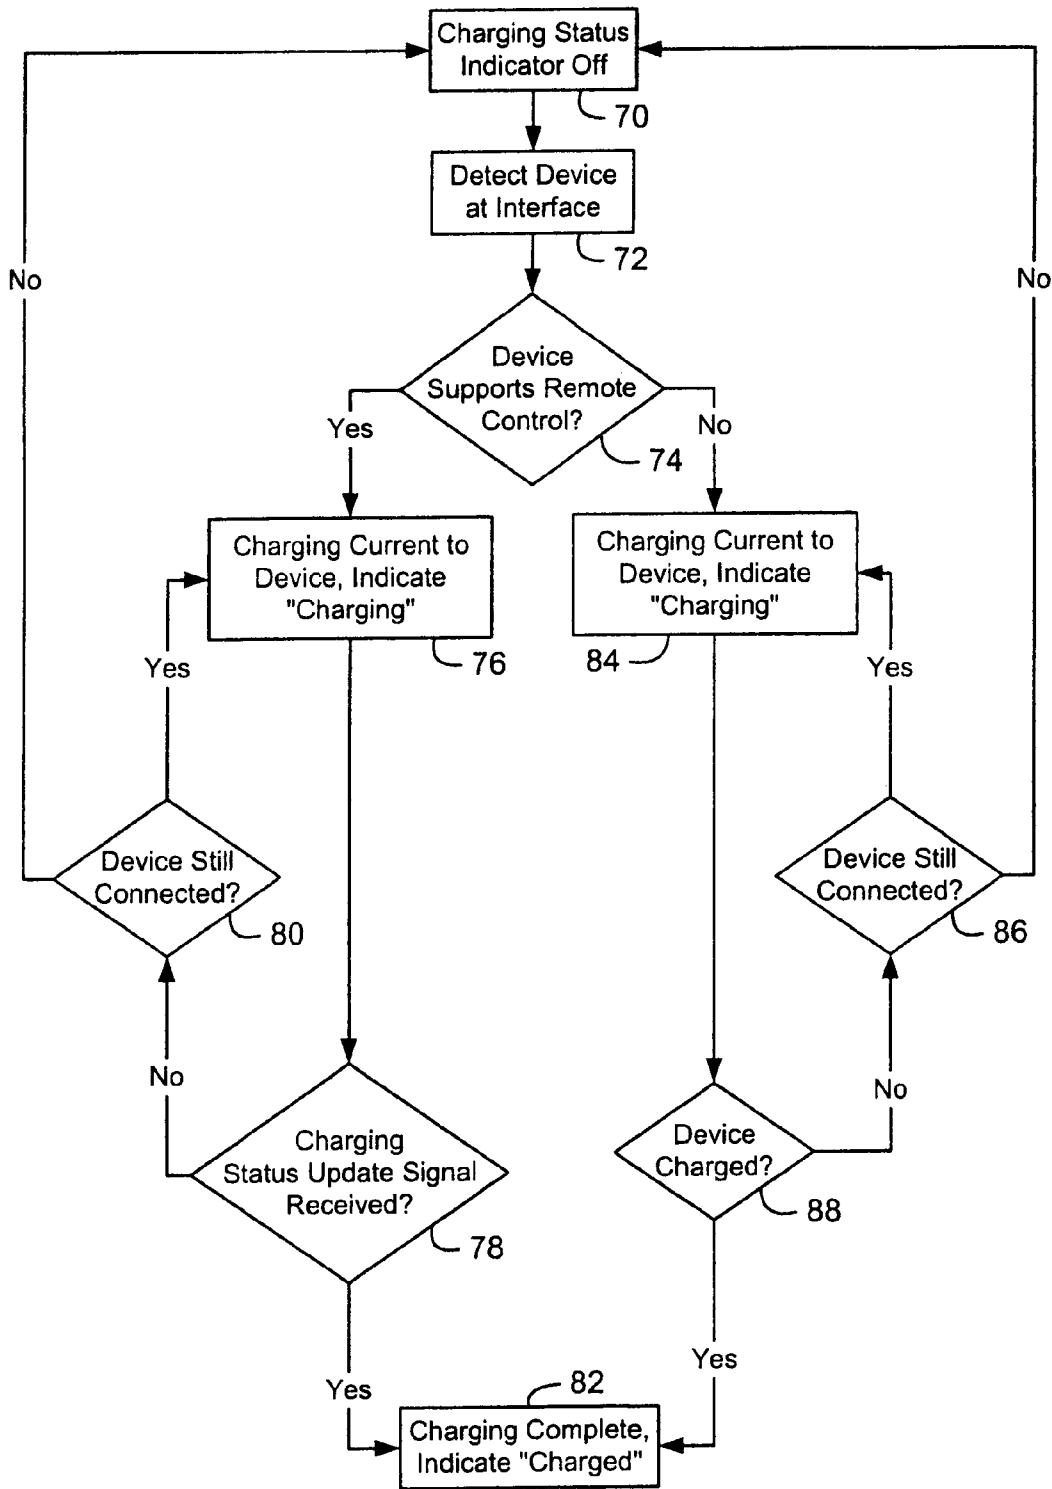 Charging Status
Indicator Off
70
Detect Device
at Interface
72
No
No
Device
Supports Remote
Control?
74
Yes
No
Charging Current to
Device, Indicate
"Charging"
76
Charging Current to
Device, Indicate
"Charging"
84
Yes
Yes
Device Still
Connected?
80
Device Still
Connected?
86
No
No
Charging
Status Update Signal
Received?
78
Device
Charged?
88
Yes
Yes
82
Charging Complete,
Indicate "Charged"